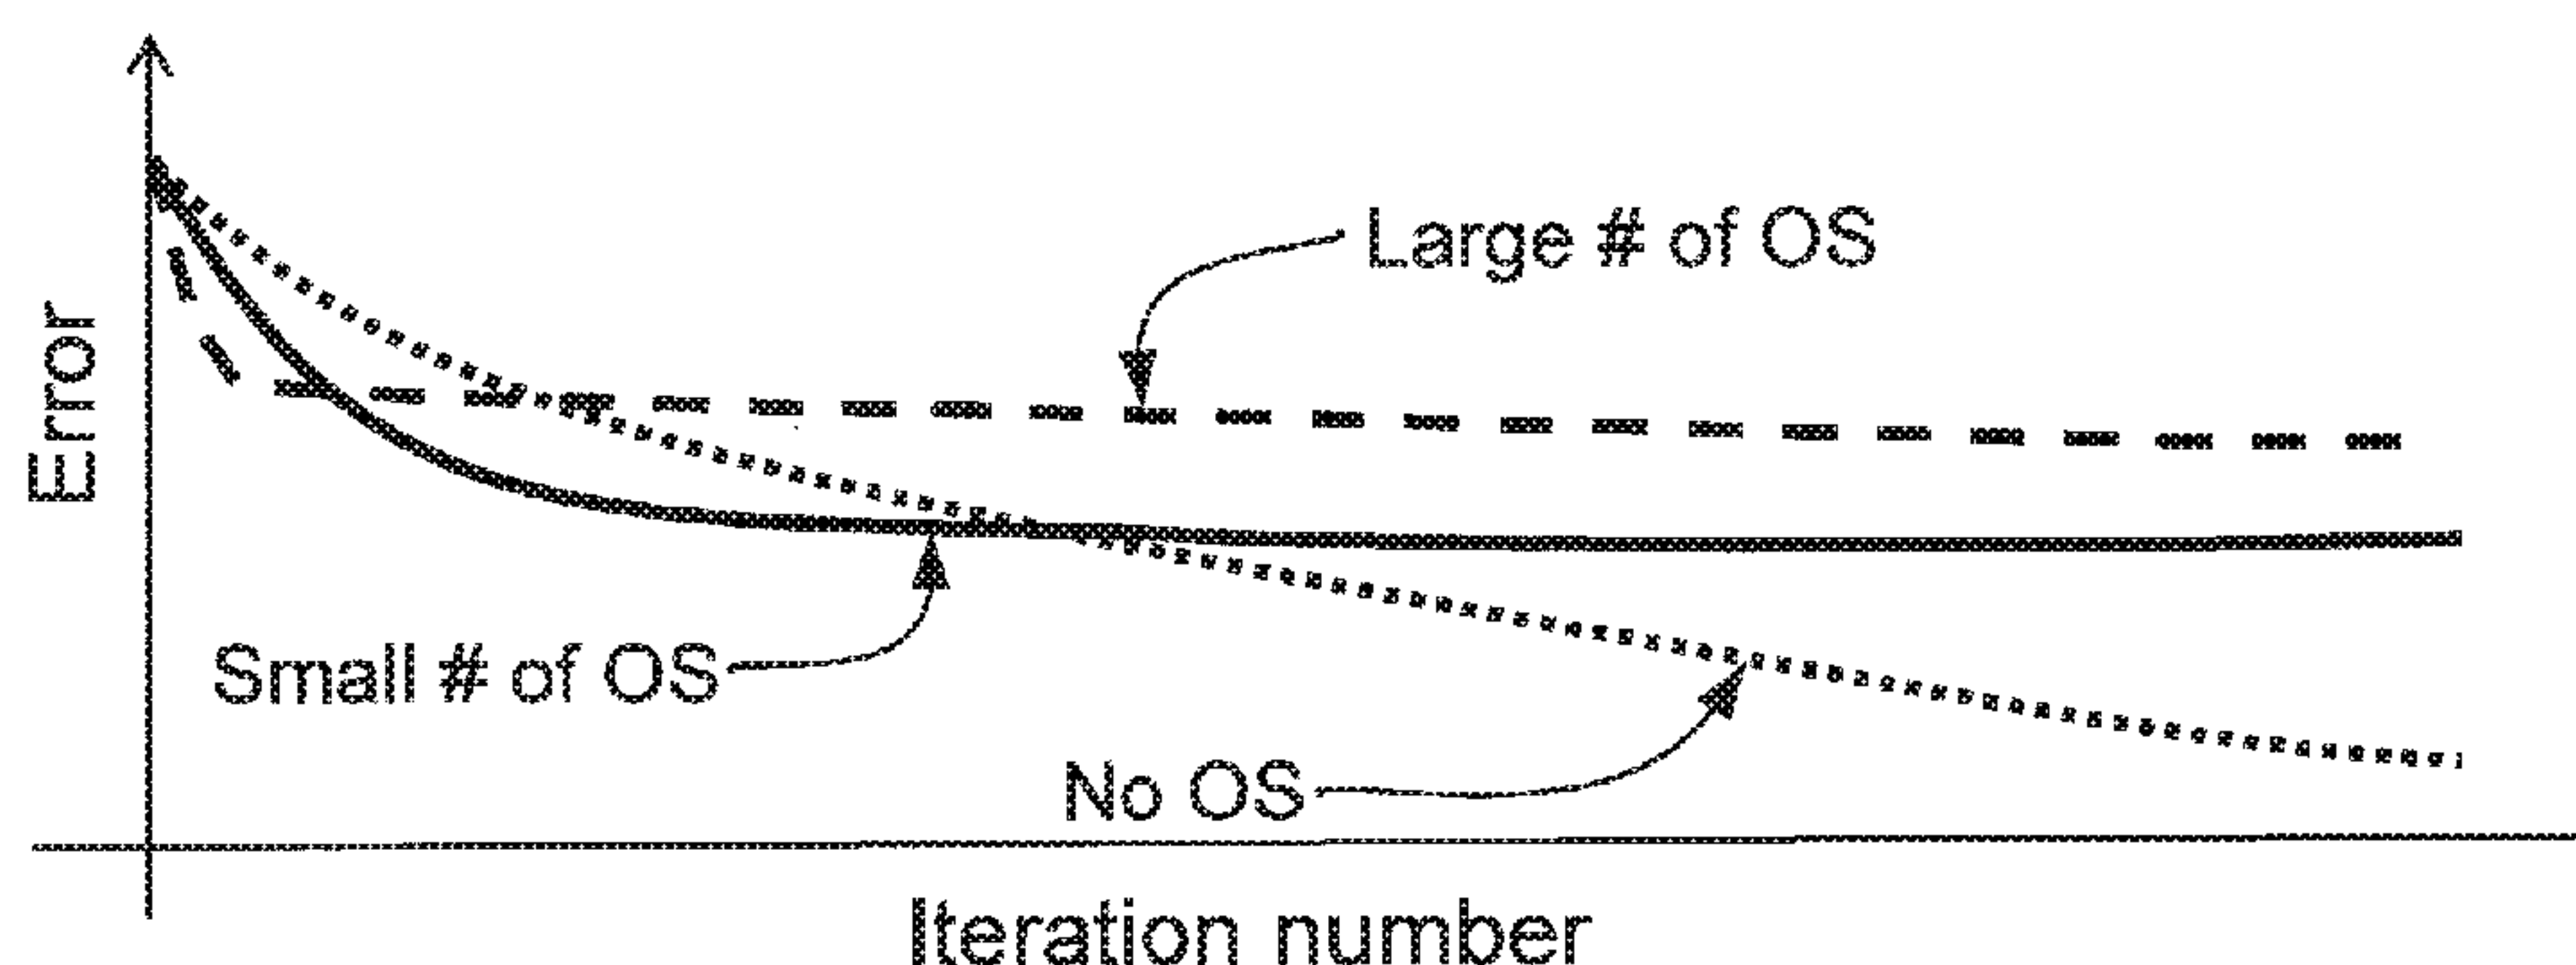 Large # of OS
Error
Small # of OS
No OS
Iteration number